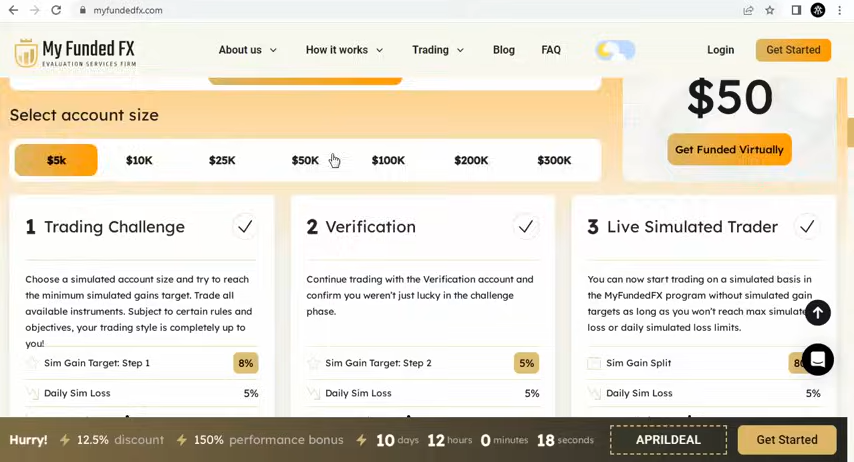 myfundedfx.com
My Funded FX
EVALUATION SERVICES FIRM
About us
How it works
Trading
Blog
FAQ
Login
Get Started
Select account size
$5k
$10K
$25K
$50K
$100K
$200K
$300K
$50
Get Funded Virtually
1 Trading Challenge
Choose a simulated account size and try to reach
the minimum simulated gains target. Trade all
available instruments. Subject to certain rules and
objectives, your trading style is completely up to
you!
Sim Gain Target: Step 1 8%
Daily Sim Loss 5%
2 Verification
Continue trading with the Verification account and
confirm you weren't just lucky in the challenge
phase.
Sim Gain Target: Step 2 5%
Daily Sim Loss 5%
3 Live Simulated Trader
You can now start trading on a simulated basis in
the MyFundedFX program without simulated gain
targets as long as you won't reach max
loss or daily simulated loss limits.
Sim Gain Split
Daily Sim Loss 5%
Hurry!
12.5% discount
150% performance bonus
10 days 12 hours 0 minutes 18 seconds
APRILDEAL
Get Started